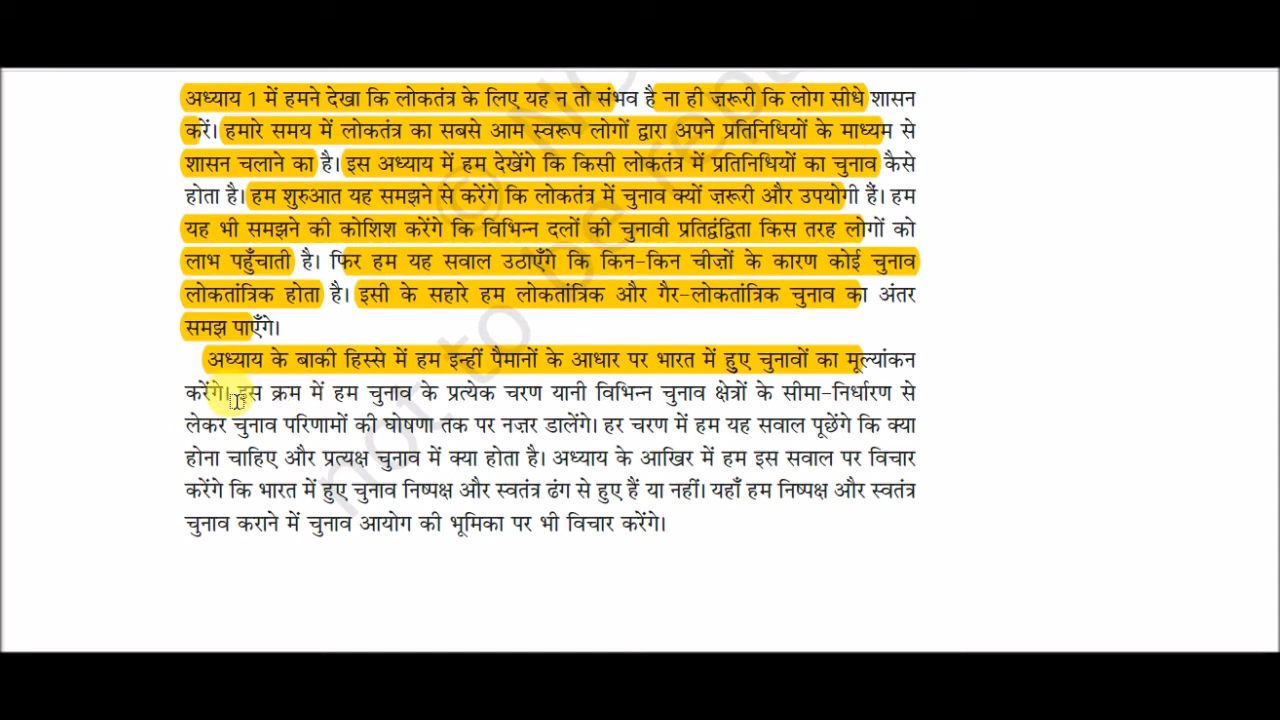 अध्याय 1 में हमने देखा कि लोकतंत्र के लिए यह न तो संभव है ना ही ज़रूरी कि लोग सीधे शासन
करें। हमारे समय में लोकतंत्र का सबसे आम स्वरूप लोगों द्वारा अपने प्रतिनिधियों के माध्यम से
शासन चलाने का है। इस अध्याय में हम देखेंगे कि किसी लोकतंत्र में प्रतिनिधियों का चुनाव कैसे
होता है। हम शुरुआत यह समझने से करेंगे कि लोकतंत्र में चुनाव क्यों ज़रूरी और उपयोगी हैं। हम
यह भी समझने की कोशिश करेंगे कि विभिन्न दलों की चुनावी प्रतिद्वंद्विता किस तरह लोगों को
लाभ पहुँचाती है। फिर हम यह सवाल उठाएँगे कि किन-किन चीज़ों के कारण कोई चुनाव
लोकतांत्रिक होता है। इसी के सहारे हम लोकतांत्रिक और गैर-लोकतांत्रिक चुनाव का अंतर
समझ पाएँगे।
अध्याय के बाकी हिस्से में हम इन्हीं पैमानों के आधार पर भारत में हुए चुनावों का मूल्यांकन
करेंगे। इस क्रम में हम चुनाव के प्रत्येक चरण यानी विभिन्न चुनाव क्षेत्रों के सीमा-निर्धारण से
लेकर चुनाव परिणामों की घोषणा तक पर नज़र डालेंगे। हर चरण में हम यह सवाल पूछेंगे कि क्या
होना चाहिए और प्रत्यक्ष चुनाव में क्या होता है। अध्याय के आखिर में हम इस सवाल पर विचार
करेंगे कि भारत में हुए चुनाव निष्पक्ष और स्वतंत्र ढंग से हुए हैं या नहीं। यहाँ हम निष्पक्ष और स्वतंत्र
चुनाव कराने में चुनाव आयोग की भूमिका पर भी विचार करेंगे।
© NC
not to be repu